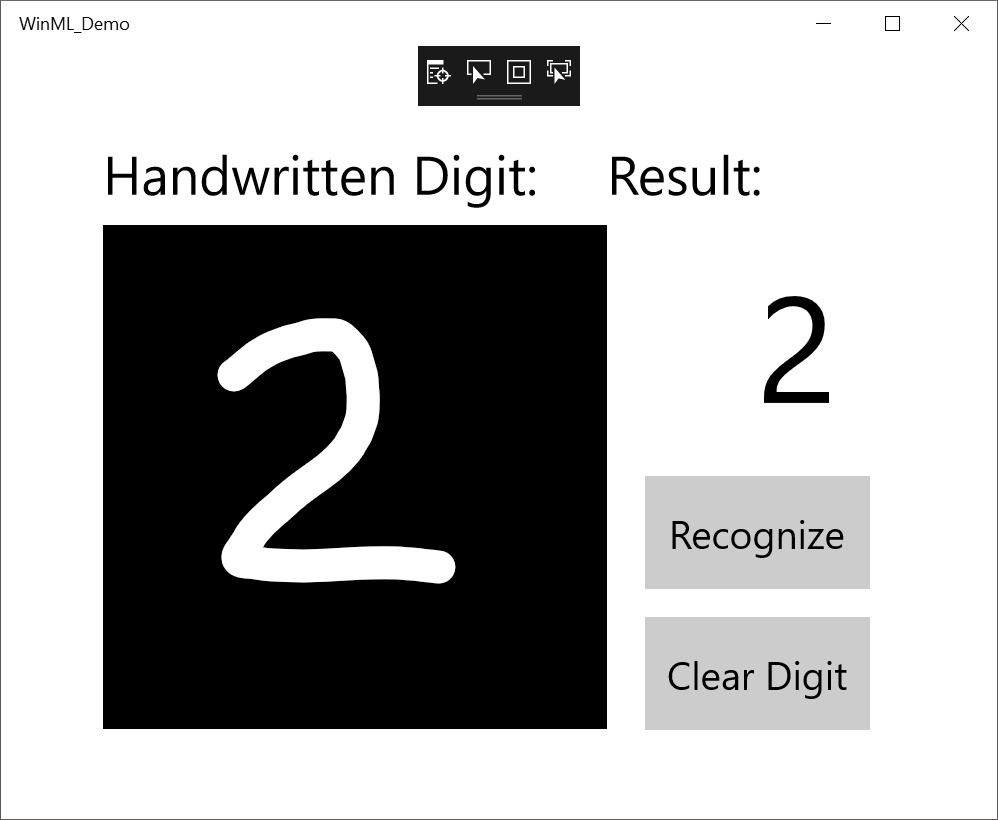 WinML_Demo
Handwritten Digit:
Result:
2
2
Recognize
Clear Digit